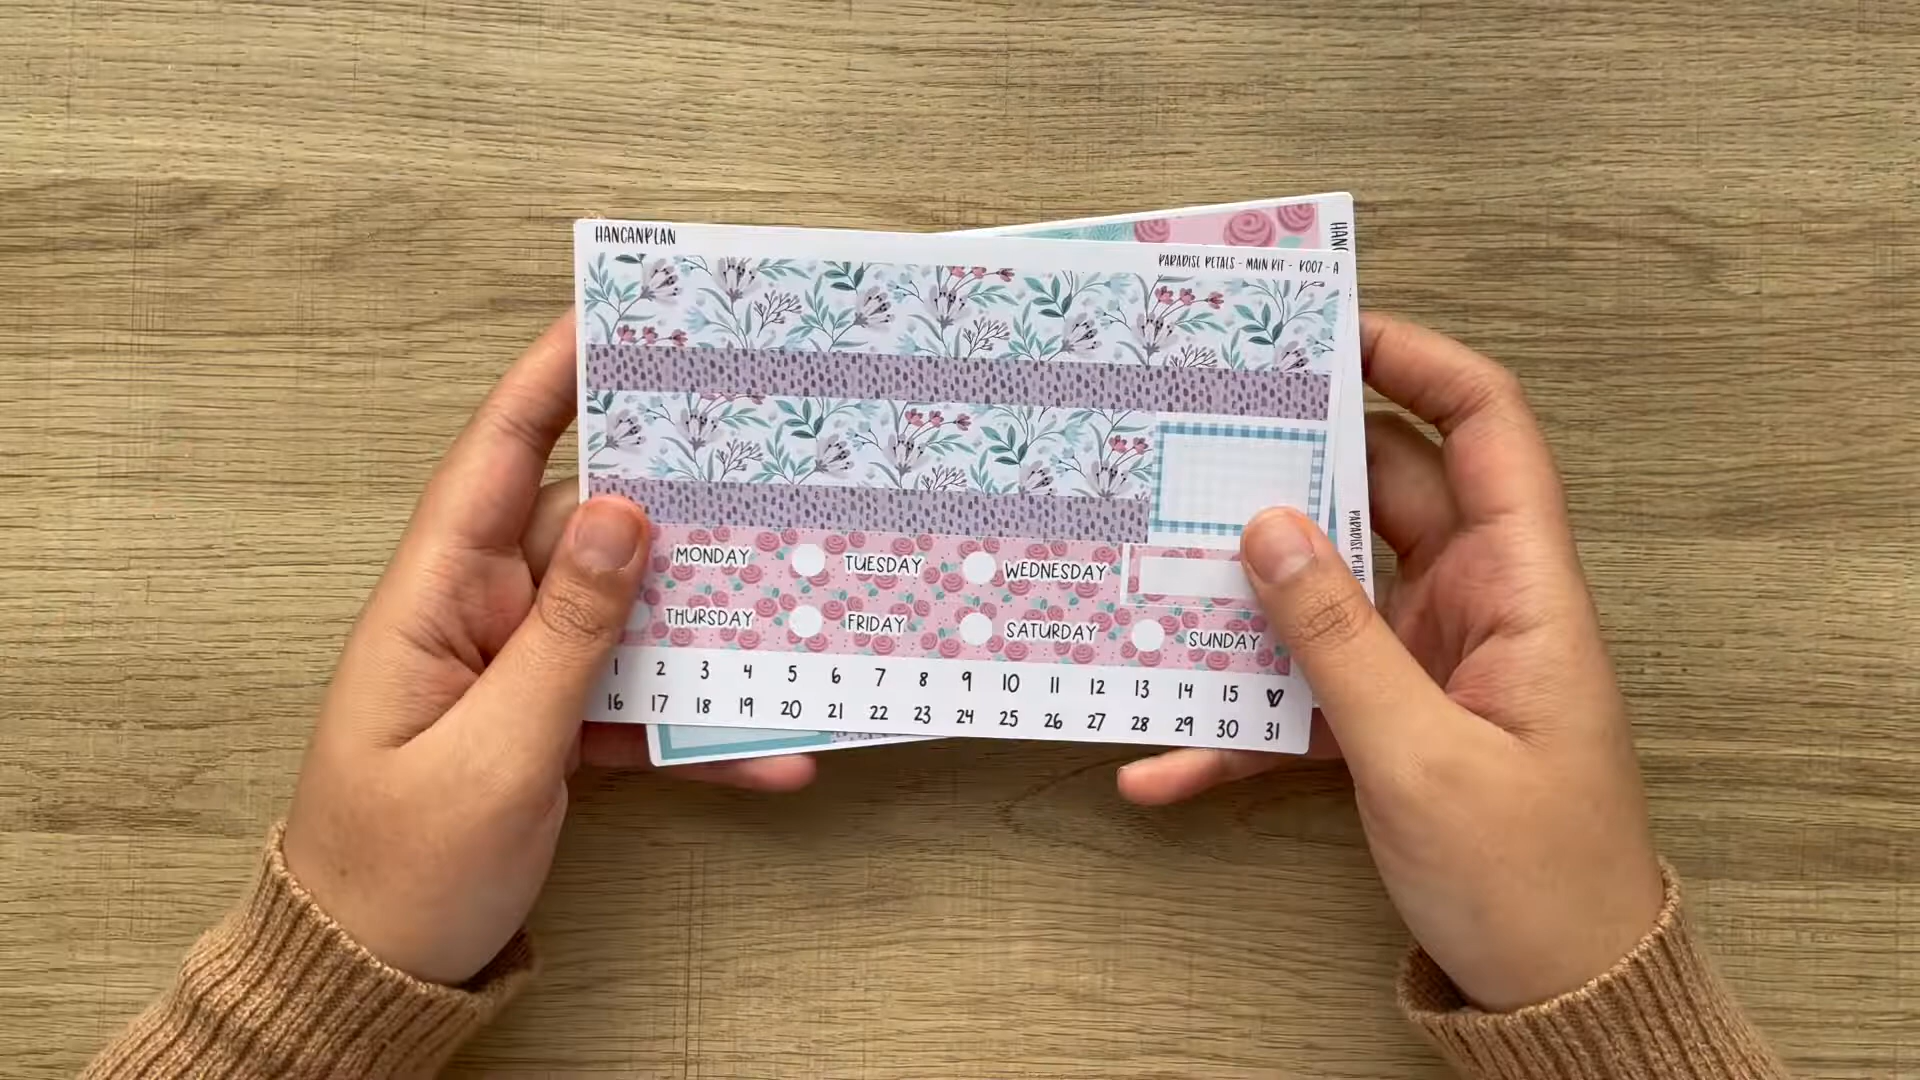 HANCANPLAN
PARADISE PETALS - MAIN KIT - K007 - A
MONDAY TUESDAY WEDNESDAY
THURSDAY FRIDAY SATURDAY SUNDAY
1 2 3 4 5 6 7 8 9 10 11 12 13 14 15
16 17 18 19 20 21 22 23 24 25 26 27 28 29 30 31
PARADISE